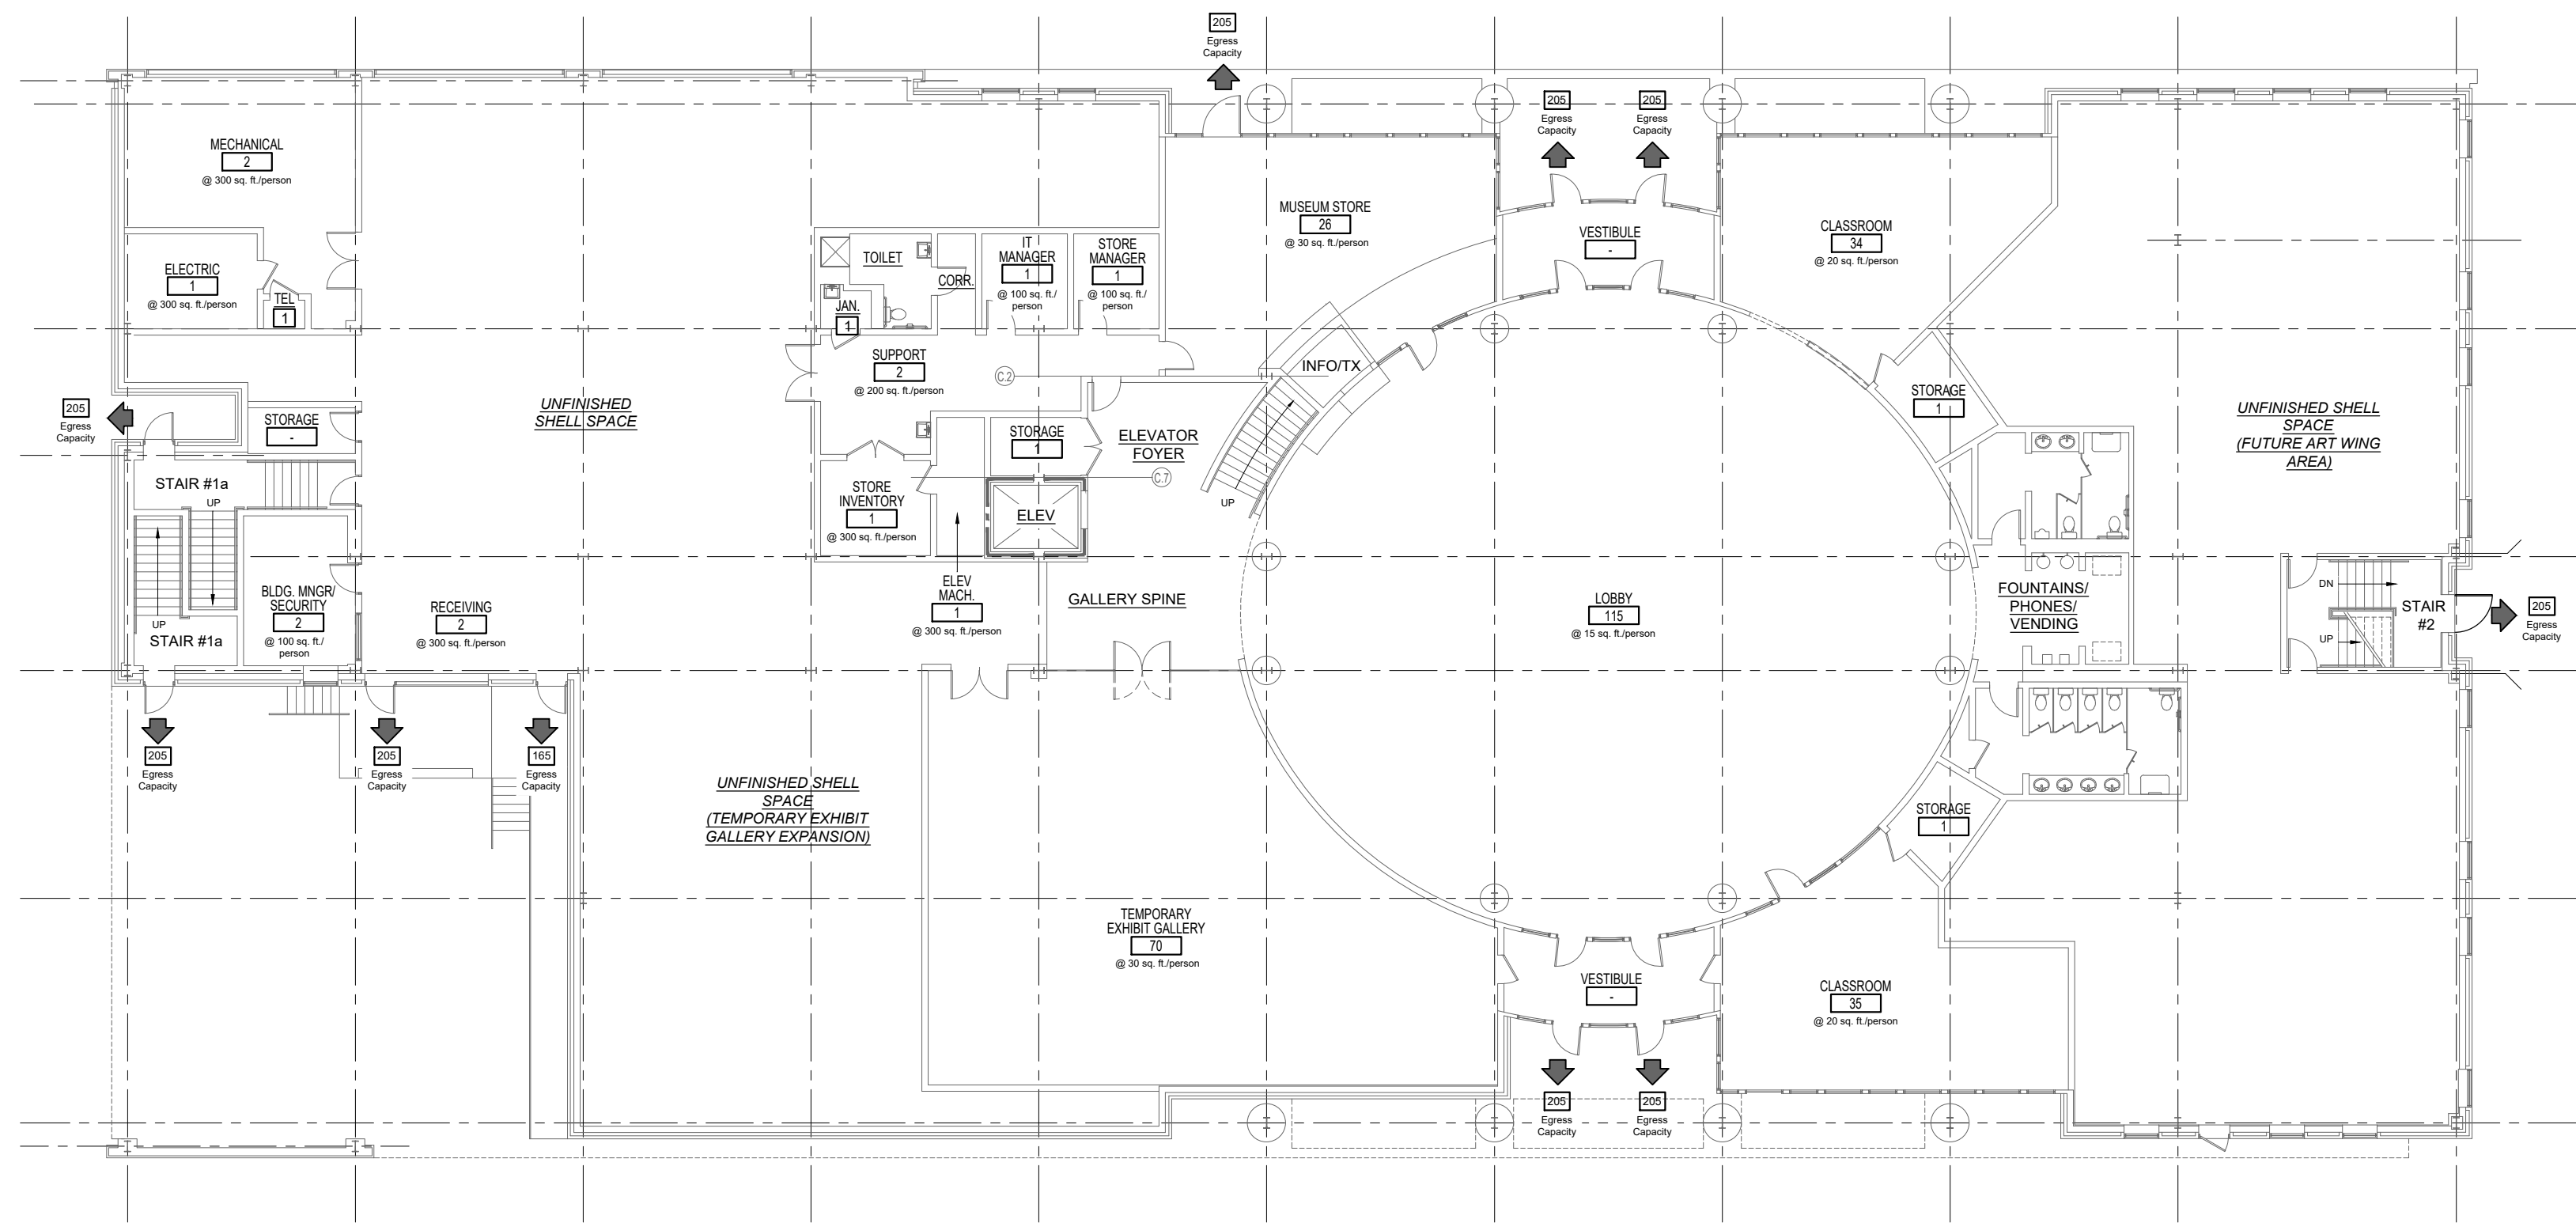 205
Egress
Capacity
205
Egress
Capacity
205
Egress
Capacity
MECHANICAL
2
@ 300 sq. ft./person
ELECTRIC
1
@ 300 sq. ft./person
TEL
1
TOILET
CORR.
JAN.
1
IT
MANAGER
1
@ 100 sq. ft./
person
STORE
MANAGER
1
@ 100 sq. ft./
person
MUSEUM STORE
26
@ 30 sq. ft./person
VESTIBULE
-
CLASSROOM
34
@ 20 sq. ft./person
SUPPORT
2
@ 200 sq. ft./person
C.2
INFO/TX
STORAGE
1
205
Egress
Capacity
STORAGE
-
UNFINISHED
SHELL SPACE
STORAGE
1
ELEVATOR
FOYER
C.7
UNFINISHED SHELL
SPACE
(FUTURE ART WING
AREA)
STAIR #1a
UP
STORE
INVENTORY
1
@ 300 sq. ft./person
ELEV
UP
BLDG. MNGR/
SECURITY
2
@ 100 sq. ft./
person
UP
STAIR #1a
RECEIVING
2
@ 300 sq. ft./person
ELEV
MACH.
1
@ 300 sq. ft./person
GALLERY SPINE
LOBBY
115
@ 15 sq. ft./person
FOUNTAINS/
PHONES/
VENDING
DN
UP
STAIR
#2
205
Egress
Capacity
205
Egress
Capacity
205
Egress
Capacity
165
Egress
Capacity
UNFINISHED SHELL
SPACE
(TEMPORARY EXHIBIT
GALLERY EXPANSION)
STORAGE
1
TEMPORARY
EXHIBIT GALLERY
70
@ 30 sq. ft./person
VESTIBULE
-
CLASSROOM
35
@ 20 sq. ft./person
205
Egress
Capacity
205
Egress
Capacity